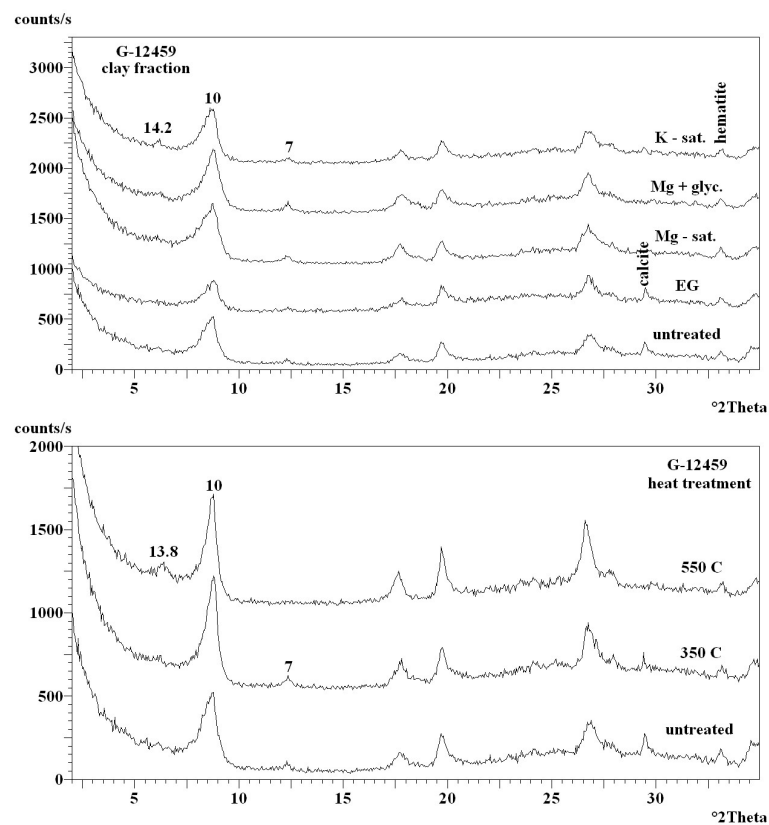 counts/s
G-12459
clay fraction
3000
2500
2000
1500
1000
500
0
14.2
10
7
K - sat.
hematite
Mg + glyc.
Mg - sat.
calcite
EG
untreated
5 10 15 20 25 30
°2Theta
counts/s
2000
1500
1000
500
0
G-12459
heat treatment
10
13.8
550 C
7
350 C
untreated
5 10 15 20 25 30
°2Theta